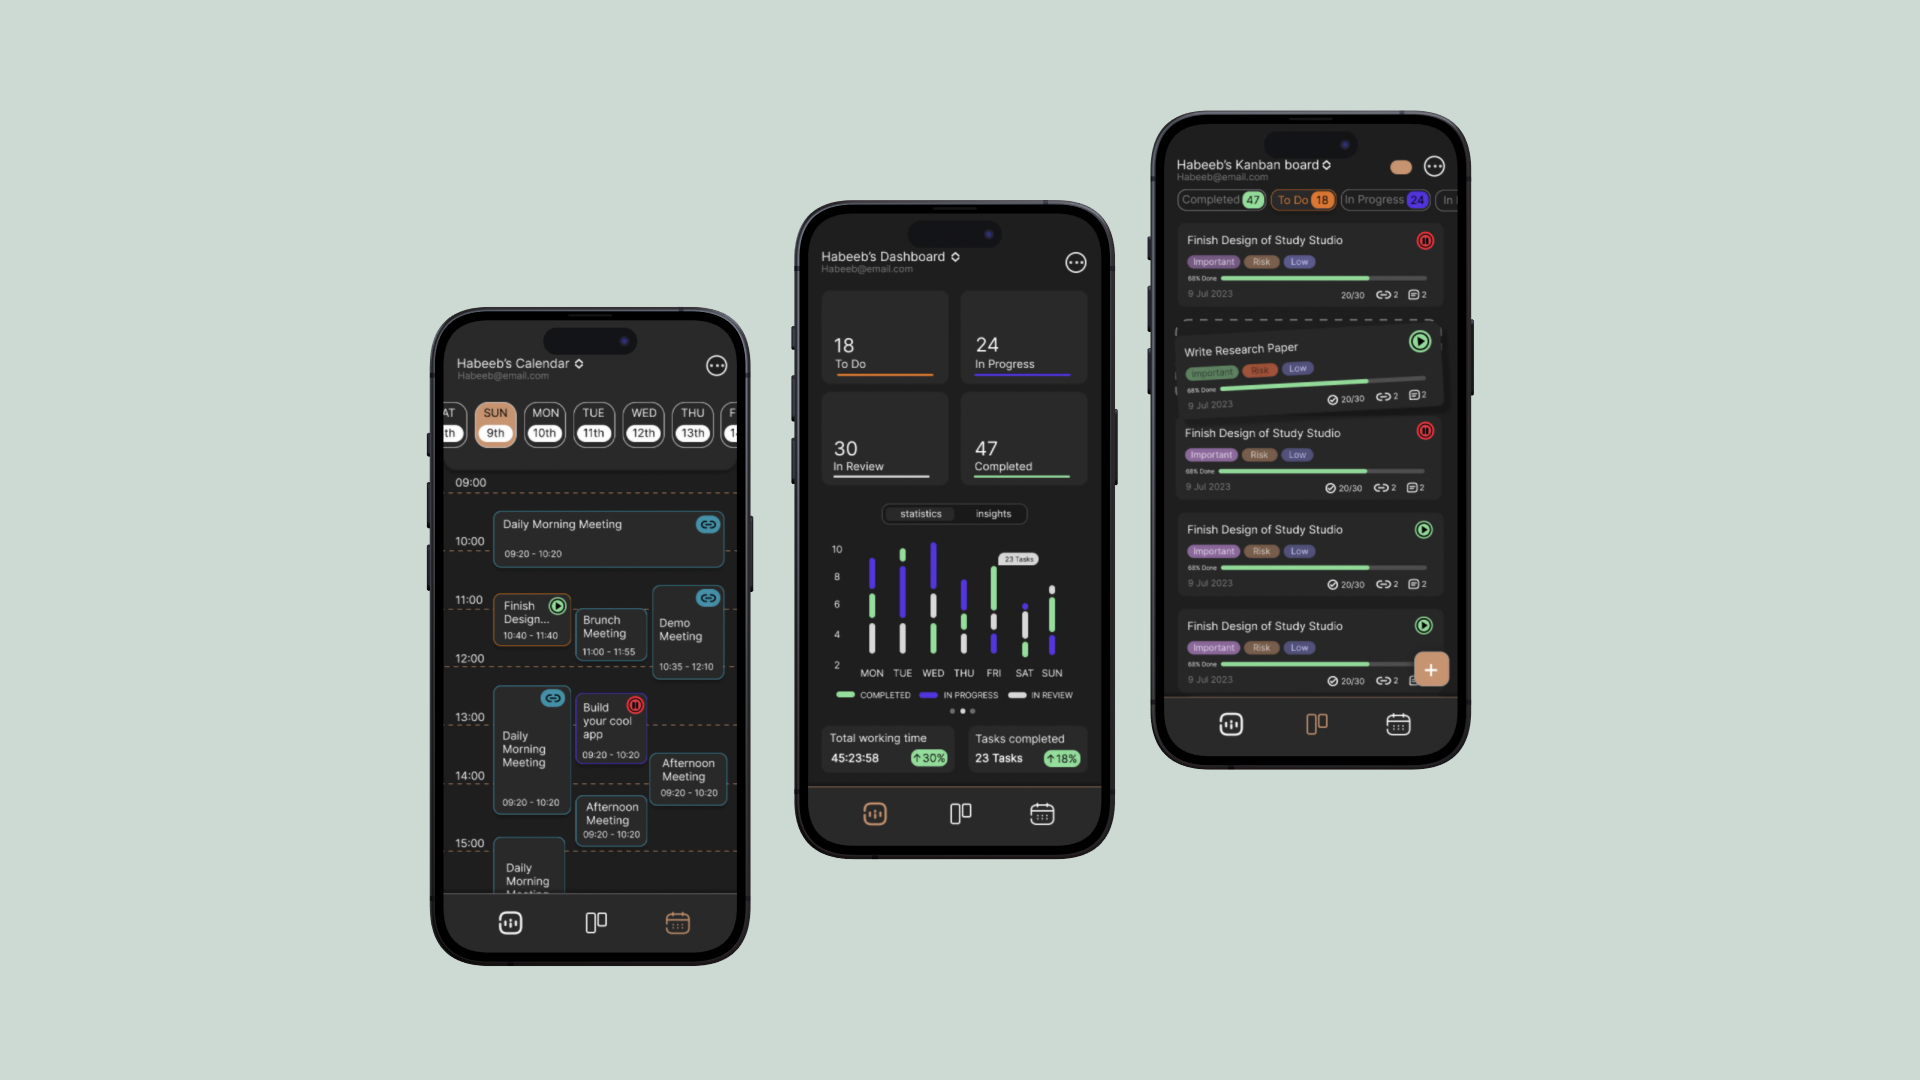 Habeeb's Calendar
Habeeb@email.com
AT SUN MON TUE WED THU F
th 9th 10th 11th 12th 13th 1
09:00
Daily Morning Meeting
09:20 - 10:20
10:00
11:00
Finish
Design...
10:40 - 11:40
Brunch
Meeting
11:00 - 11:55
Demo
Meeting
10:35 - 12:10
12:00
Daily
Morning
Meeting
09:20 - 10:20
Build
your cool
app
09:20 - 10:20
13:00
Afternoon
Meeting
09:20 - 10:20
14:00
Afternoon
Meeting
09:20 - 10:20
15:00
Daily
Morning
Meeting
Habeeb's Dashboard
Habeeb@email.com
18
To Do
24
In Progress
30
In Review
47
Completed
statistics insights
23 Tasks
10
8
6
4
2
MON TUE WED THU FRI SAT SUN
COMPLETED IN PROGRESS IN REVIEW
Total working time
45:23:58 ↑30%
Tasks completed
23 Tasks ↑18%
Habeeb's Kanban board
Habeeb@email.com
Completed 47 To Do 18 In Progress 24 In
Finish Design of Study Studio
Important Risk Low
68% Done
9 Jul 2023 20/30 2 2
Write Research Paper
Important Risk Low
68% Done
9 Jul 2023 20/30 2 2
Finish Design of Study Studio
Important Risk Low
68% Done
9 Jul 2023 20/30 2 2
Finish Design of Study Studio
Important Risk Low
68% Done
9 Jul 2023 20/30 2 2
Finish Design of Study Studio
Important Risk Low
68% Done
9 Jul 2023 20/30 2
+